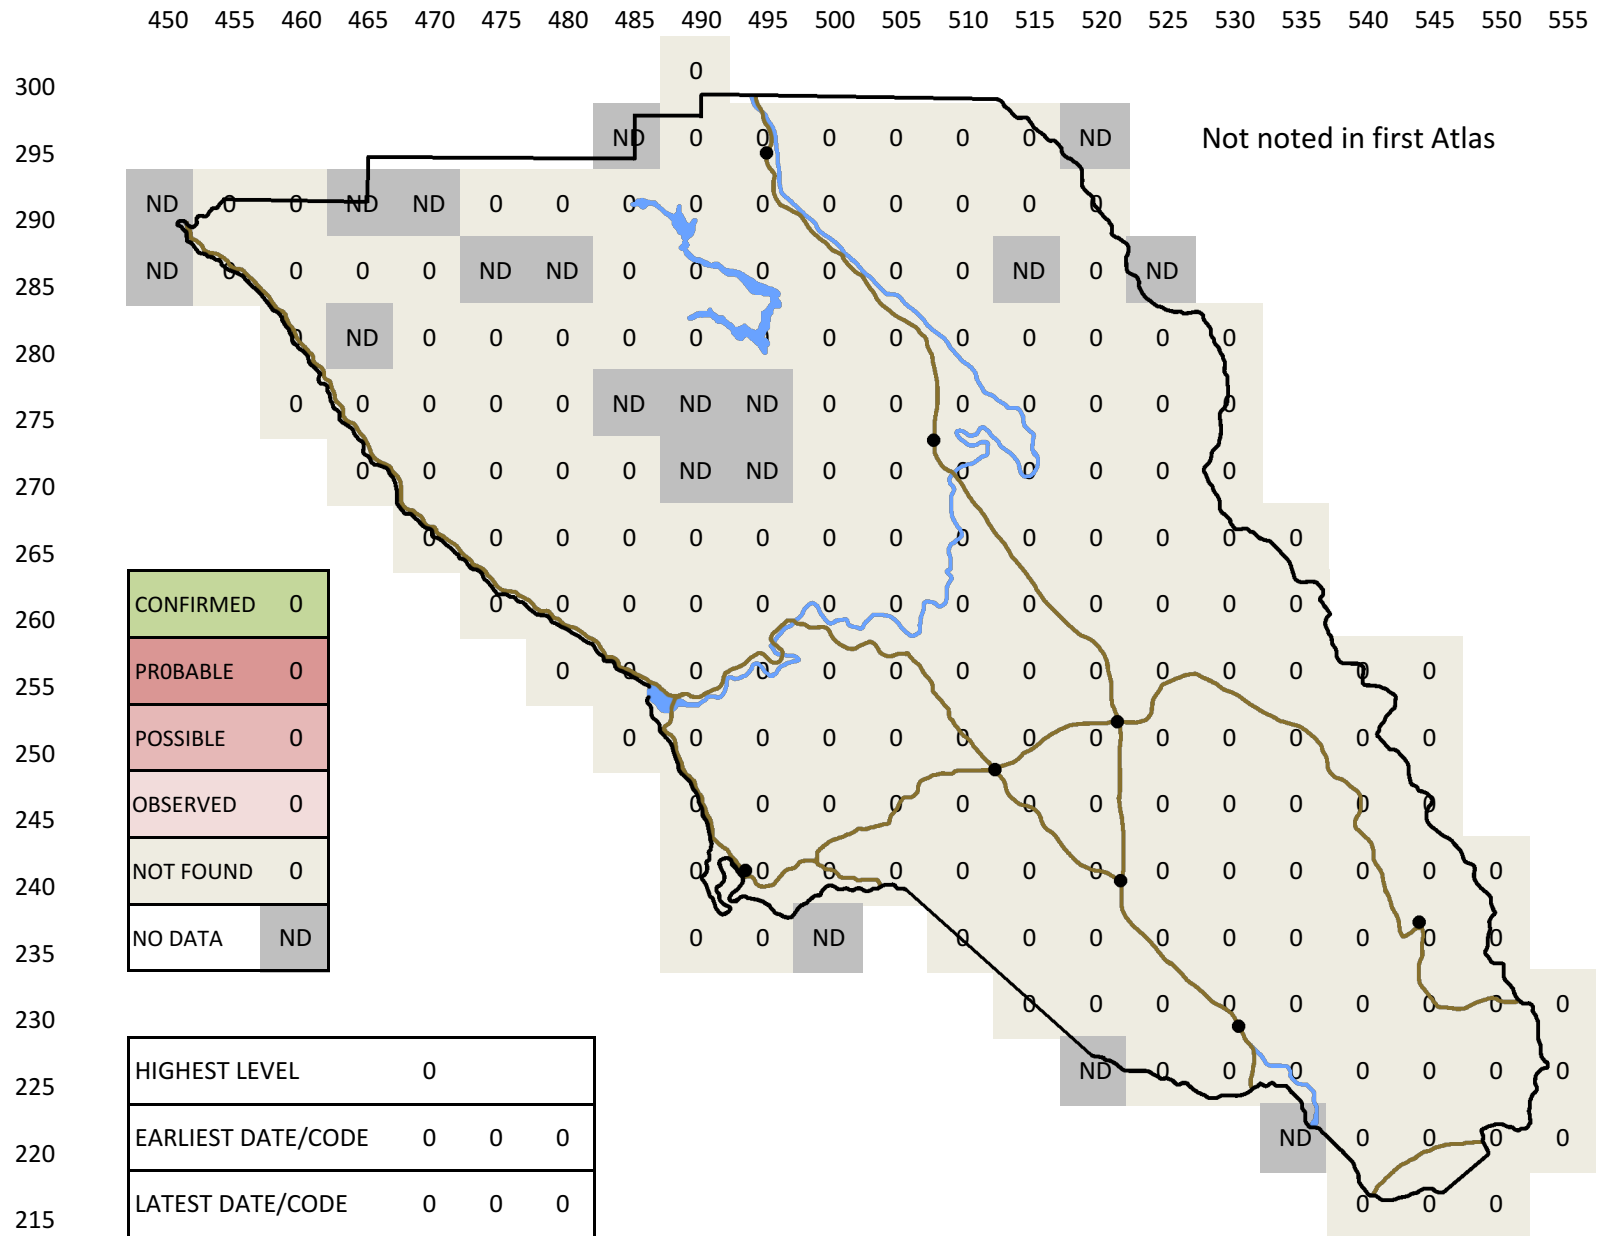 450 455 460 465 470 475 480 485 490 495 500 505 510 515 520 525 530 535 540 545 550 555
300 0
295 ND 0 0 0 0 0 0 ND Not noted in first Atlas
290 ND 0 0 ND ND 0 0 0 0 0 0 0 0 0 0
285 ND 0 0 0 0 ND ND 0 0 0 0 0 0 ND 0 ND
280 0 ND 0 0 0 0 0 0 0 0 0 0 0 0 0
275 0 0 0 0 0 ND ND ND 0 0 0 0 0 0 0
270 0 0 0 0 0 ND ND 0 0 0 0 0 0 0
265 0 0 0 0 0 0 0 0 0 0 0 0 0 0
260 CONFIRMED 0 0 0 0 0 0 0 0 0 0 0 0 0 0
255 PR0BABLE 0 0 0 0 0 0 0 0 0 0 0 0 0 0 0
250 POSSIBLE 0 0 0 0 0 0 0 0 0 0 0 0 0 0
245 OBSERVED 0 0 0 0 0 0 0 0 0 0 0 0 0
240 NOT FOUND 0 0 0 0 0 0 0 0 0 0 0 0 0 0
235 NO DATA ND 0 0 ND 0 0 0 0 0 0 0 0 0
230 0 0 0 0 0 0 0 0 0
225 HIGHEST LEVEL 0 ND 0 0 0 0 0 0 0
220 EARLIEST DATE/CODE 0 0 0 ND 0 0 0 0
215 LATEST DATE/CODE 0 0 0 0 0 0